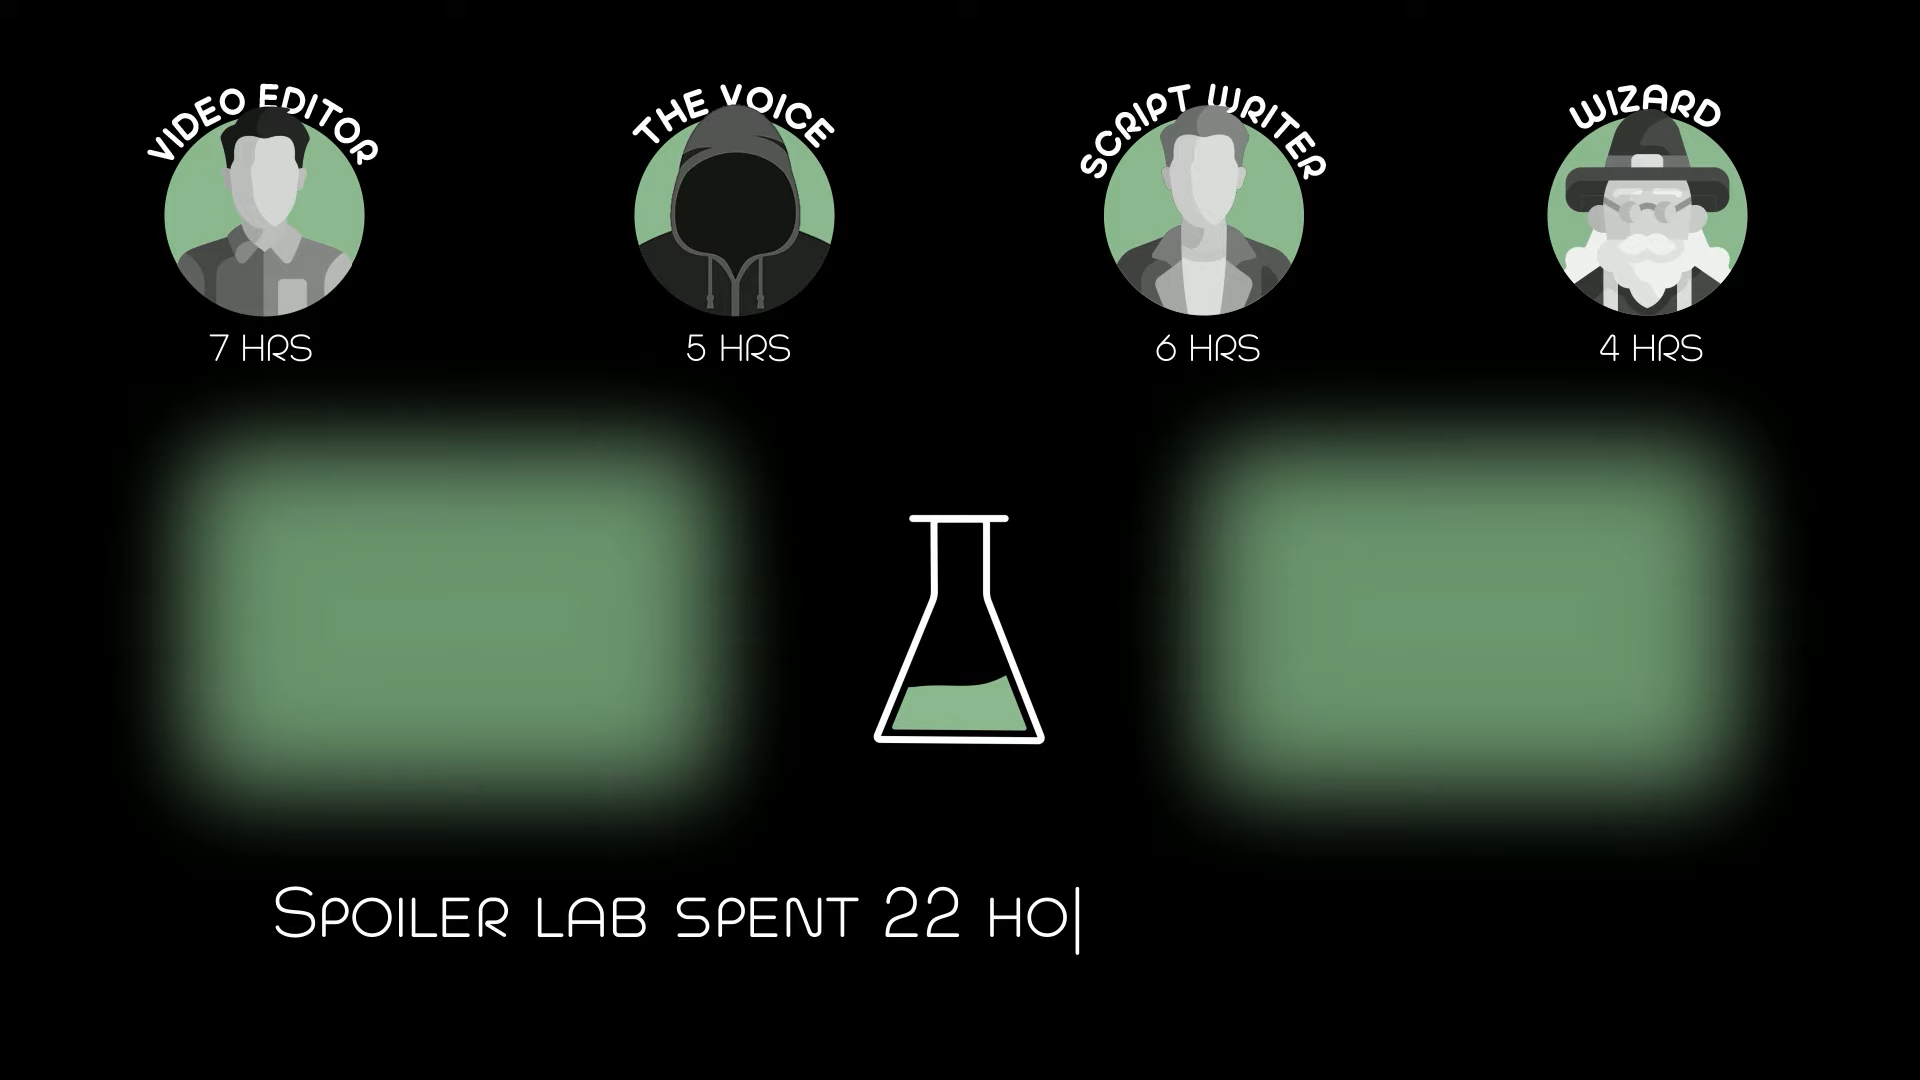 VIDEO EDITOR
THE VOICE
SCRIPT WRITER
WIZARD
7 HRS
5 HRS
6 HRS
4 HRS
SPOILER LAB SPENT 22 HO